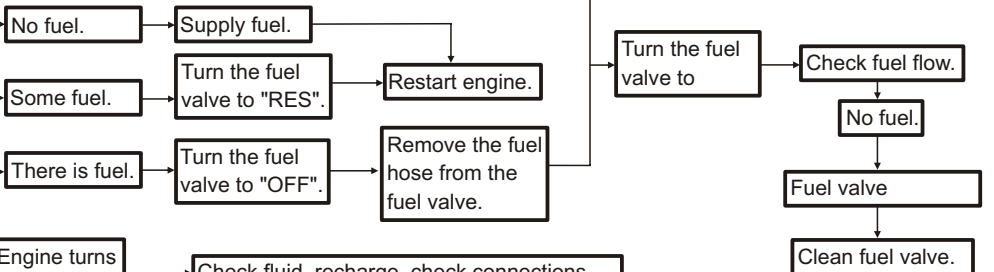 No fuel.
Supply fuel.
Some fuel.
Turn the fuel
valve to "RES".
Restart engine.
There is fuel.
Turn the fuel
valve to "OFF".
Remove the fuel
hose from the
fuel valve.
Turn the fuel
valve to
Check fuel flow.
No fuel.
Fuel valve
Clean fuel valve.
Engine turns
Check fluid, recharge, check connections